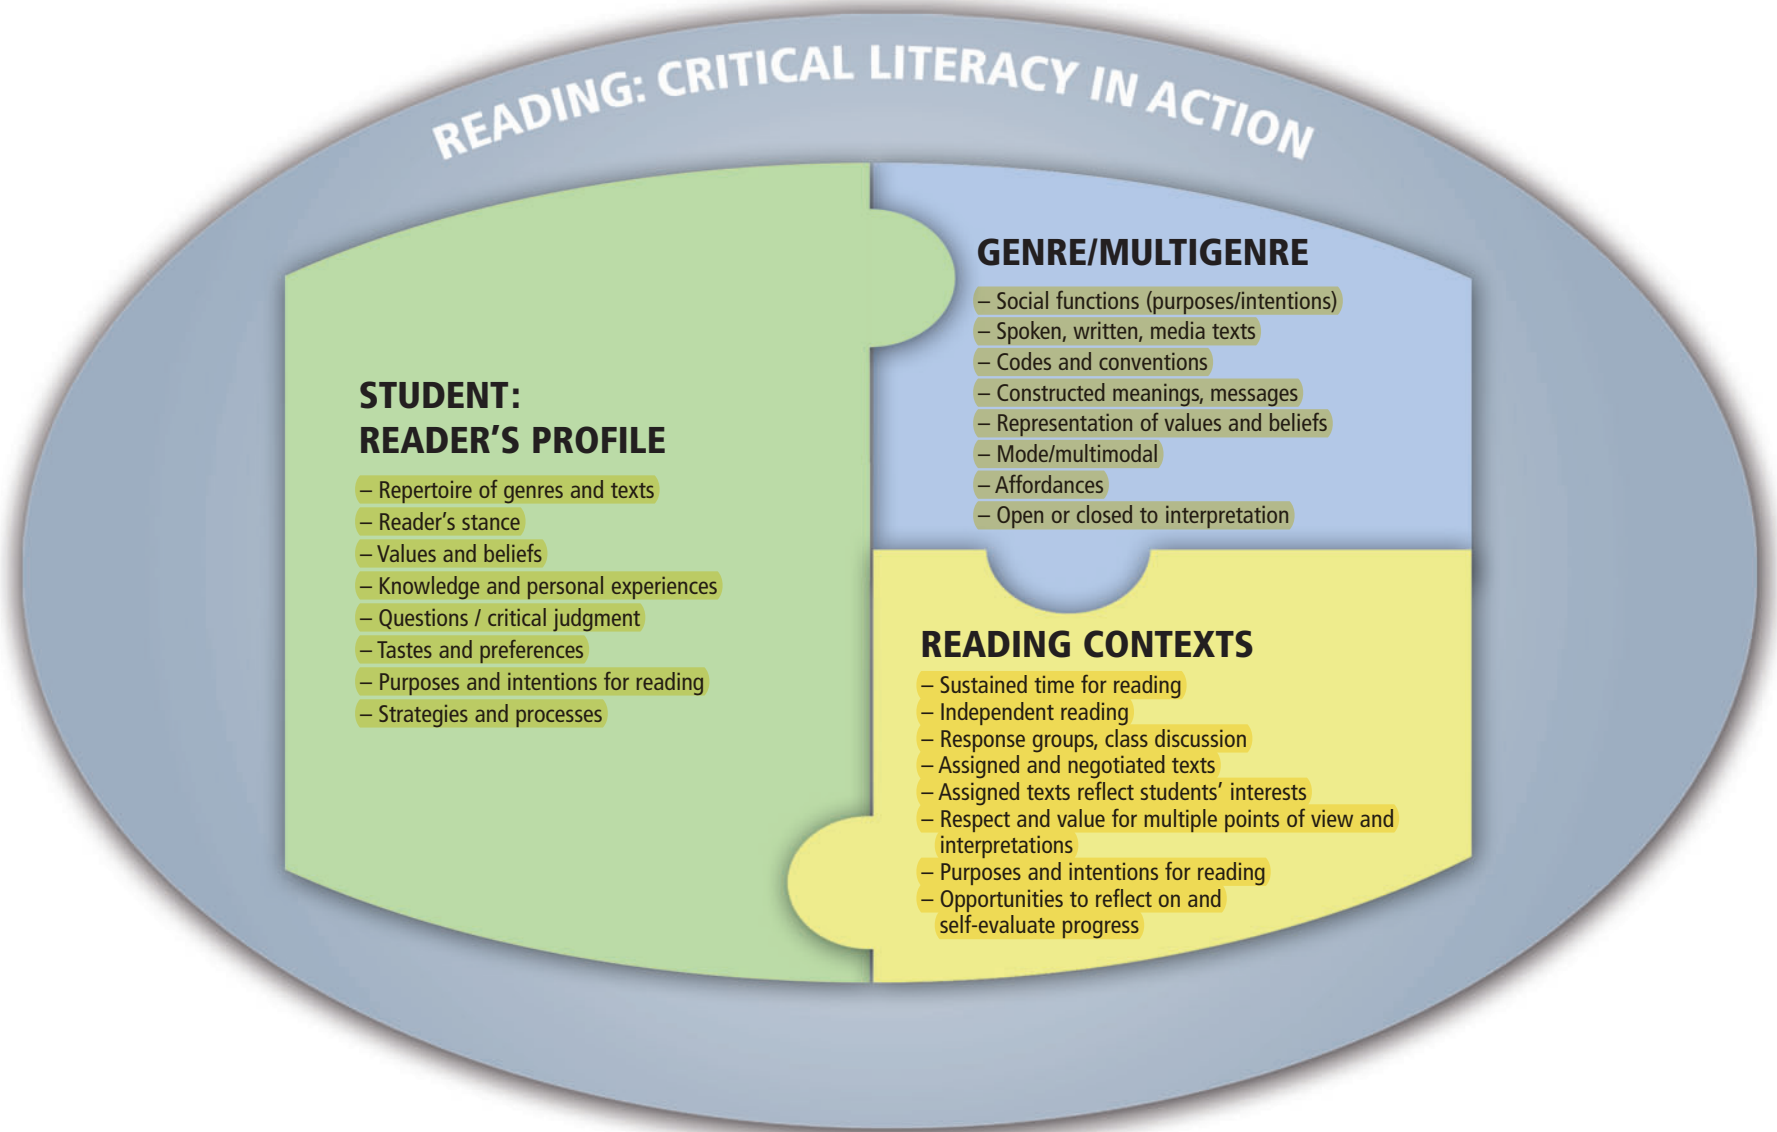 READING: CRITICAL LITERACY IN ACTION
STUDENT:
READER'S PROFILE
– Repertoire of genres and texts
– Reader's stance
– Values and beliefs
– Knowledge and personal experiences
– Questions / critical judgment
– Tastes and preferences
– Purposes and intentions for reading
– Strategies and processes
GENRE/MULTIGENRE
– Social functions (purposes/intentions)
– Spoken, written, media texts
– Codes and conventions
– Constructed meanings, messages
– Representation of values and beliefs
– Mode/multimodal
– Affordances
– Open or closed to interpretation
READING CONTEXTS
– Sustained time for reading
– Independent reading
– Response groups, class discussion
– Assigned and negotiated texts
– Assigned texts reflect students' interests
– Respect and value for multiple points of view and
interpretations
– Purposes and intentions for reading
– Opportunities to reflect on and
self-evaluate progress